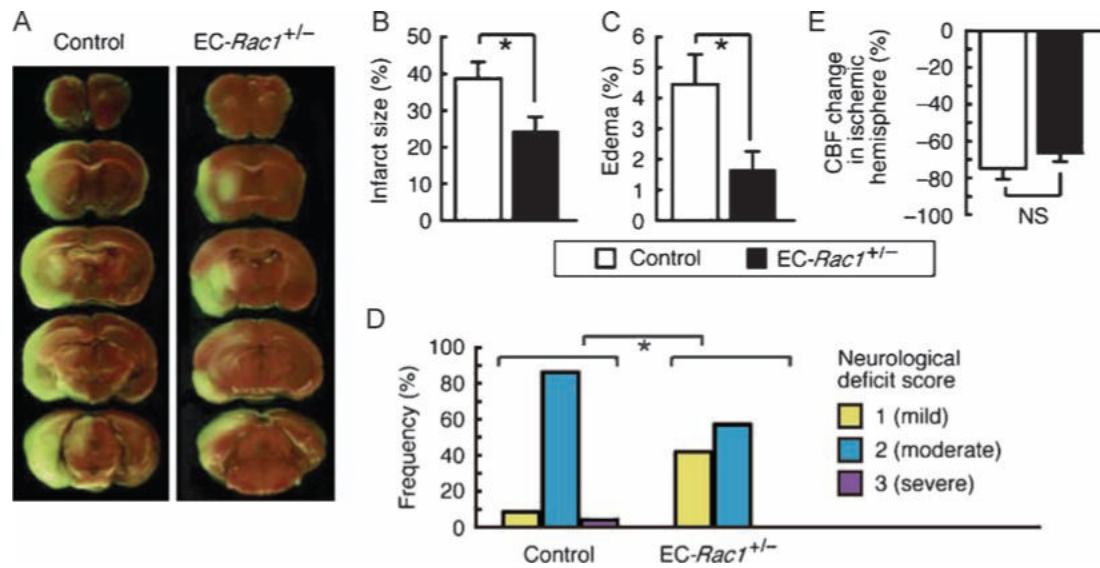 A
Control
EC-Rac1+/–
B
Infarct size (%)
50
40
30
20
10
0
*
C
Edema (%)
6
5
4
3
2
1
0
*
E
CBF change
in ischemic
hemisphere (%)
0
–20
–40
–60
–80
–100
NS
Control
EC-Rac1+/–
D
Frequency (%)
100
80
60
40
20
0
*
Control
EC-Rac1+/–
Neurological
deficit score
1 (mild)
2 (moderate)
3 (severe)